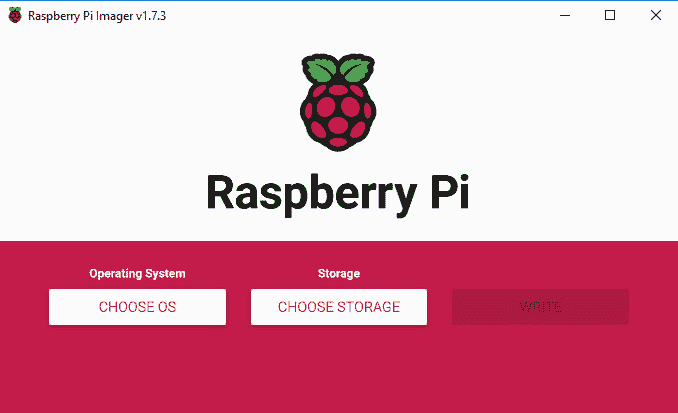 Raspberry Pi Imager v1.7.3
Raspberry Pi
Operating System
Storage
CHOOSE OS
CHOOSE STORAGE
WRITE